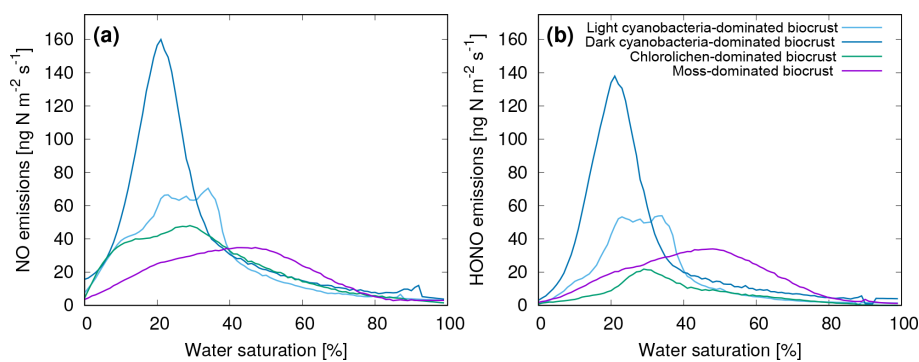 (a)
NO emissions [ng N m⁻² s⁻¹]
160
140
120
100
80
60
40
20
0
0 20 40 60 80 100
Water saturation [%]
(b)
Light cyanobacteria-dominated biocrust
Dark cyanobacteria-dominated biocrust
Chlorolichen-dominated biocrust
Moss-dominated biocrust
HONO emissions [ng N m⁻² s⁻¹]
160
140
120
100
80
60
40
20
0
0 20 40 60 80 100
Water saturation [%]